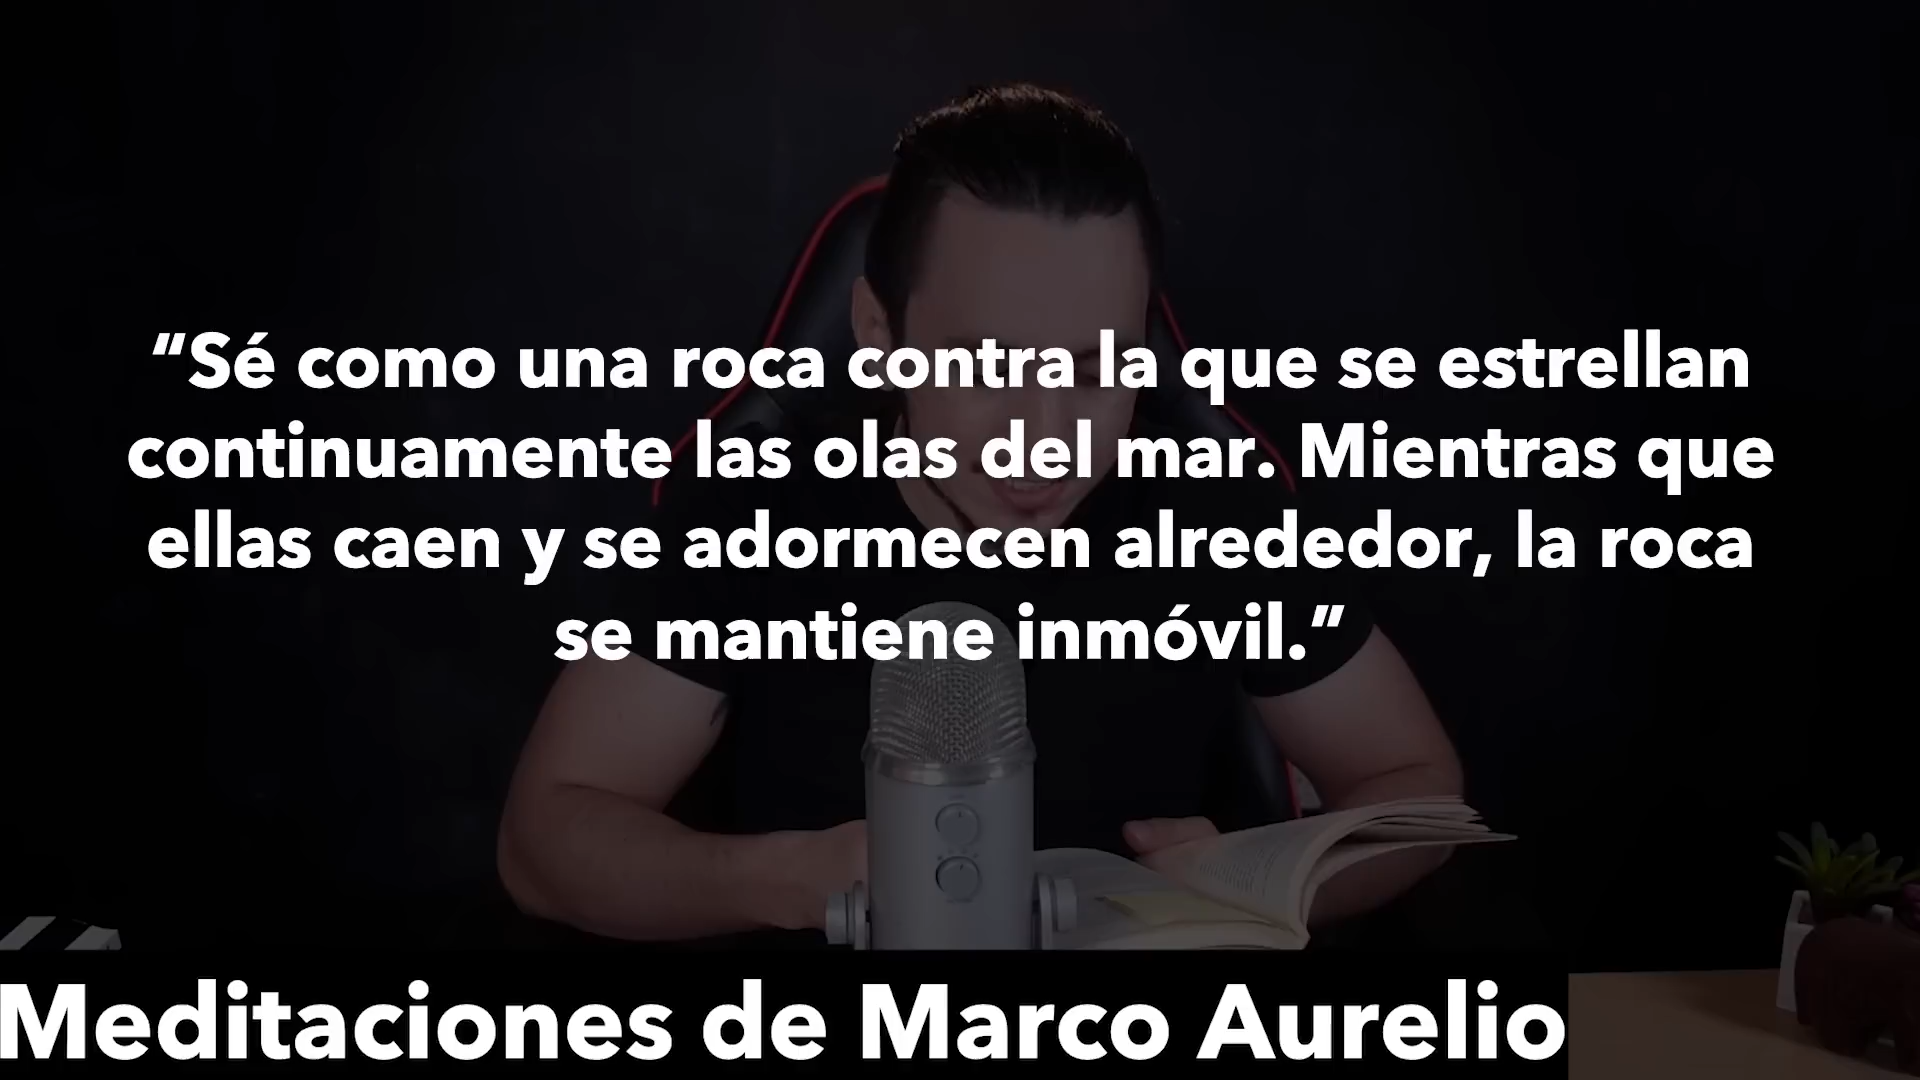 “Sé como una roca contra la que se estrellan
continuamente las olas del mar. Mientras que
ellas caen y se adormecen alrededor, la roca
se mantiene inmóvil.”
Meditaciones de Marco Aurelio